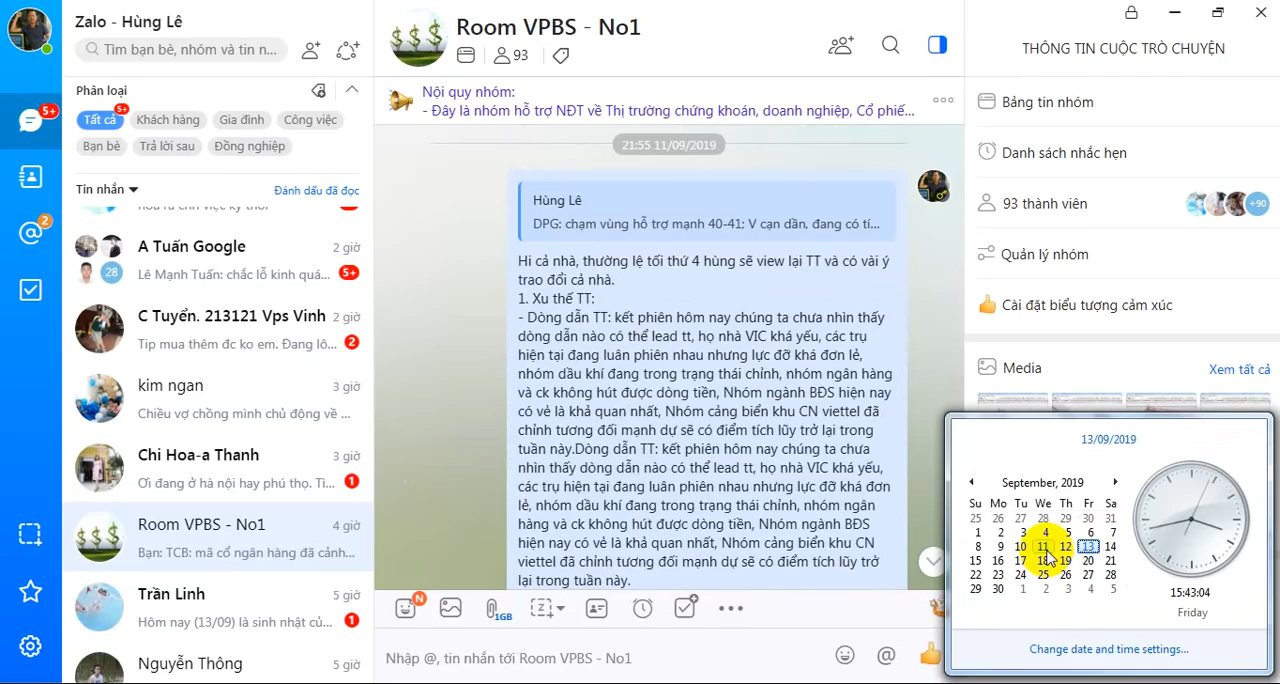 Zalo - Hùng Lê
Tìm bạn bè, nhóm và tin n...
Phân loại
5+
Tất cả
Khách hàng
Gia đình
Công việc
Bạn bè
Trả lời sau
Đồng nghiệp
Tin nhắn
Đánh dấu đã đọc
5+
2
A Tuấn Google
2 giờ
28
Lê Mạnh Tuấn: chắc lỗ kinh quá...
5+
C Tuyển. 213121 Vps Vinh
2 giờ
Tip mua thêm đc ko em. Đang lỗ...
2
kim ngan
3 giờ
Chiều vợ chồng mình chủ động về ...
Chi Hoa-a Thanh
3 giờ
Ơi đang ở hà nội hay phú thọ. Ti...
1
Room VPBS - No1
4 giờ
Bạn: TCB: mã cổ ngân hàng đã cảnh...
Trần Linh
5 giờ
Hôm nay (13/09) là sinh nhật củ...
1
Nguyễn Thông
5 giờ
Room VPBS - No1
93
Nội quy nhóm:
- Đây là nhóm hỗ trợ NĐT về Thị trường chứng khoán, doanh nghiệp, Cổ phiế...
21:55 11/09/2019
Hùng Lê
DPG: chạm vùng hỗ trợ mạnh 40-41; V cạn dần, đang có tí...
Hi cả nhà, thường lệ tối thứ 4 hùng sẽ view lại TT và có vài ý
trao đổi cả nhà.
1. Xu thế TT:
- Dòng dẫn TT: kết phiên hôm nay chúng ta chưa nhìn thấy
dòng dẫn nào có thể lead tt, họ nhà VIC khá yếu, các trụ
hiện tại đang luân phiên nhau nhưng lực đỡ khá đơn lẻ,
nhóm dầu khí đang trong trạng thái chỉnh, nhóm ngân hàng
và ck không hút được dòng tiền, Nhóm ngành BĐS hiện nay
có vẻ là khả quan nhất, Nhóm cảng biển khu CN viettel đã
chỉnh tương đối mạnh dự sẽ có điểm tích lũy trở lại trong
tuần này.Dòng dẫn TT: kết phiên hôm nay chúng ta chưa
nhìn thấy dòng dẫn nào có thể lead tt, họ nhà VIC khá yếu,
các trụ hiện tại đang luân phiên nhau nhưng lực đỡ khá đơn
lẻ, nhóm dầu khí đang trong trạng thái chỉnh, nhóm ngân
hàng và ck không hút được dòng tiền, Nhóm ngành BĐS
hiện nay có vẻ là khả quan nhất, Nhóm cảng biển khu CN
viettel đã chỉnh tương đối mạnh dự sẽ có điểm tích lũy trở
lại trong tuần này.
N
1GB
Nhập @, tin nhắn tới Room VPBS - No1
THÔNG TIN CUỘC TRÒ CHUYỆN
Bảng tin nhóm
Danh sách nhắc hẹn
93 thành viên
+90
Quản lý nhóm
Cài đặt biểu tượng cảm xúc
Media
Xem tất cả
13/09/2019
September, 2019
Su Mo Tu We Th Fr Sa
25 26 27 28 29 30 31
1 2 3 4 5 6 7
8 9 10 11 12 13 14
15 16 17 18 19 20 21
22 23 24 25 26 27 28
29 30 1 2 3 4 5
15:43:04
Friday
Change date and time settings...